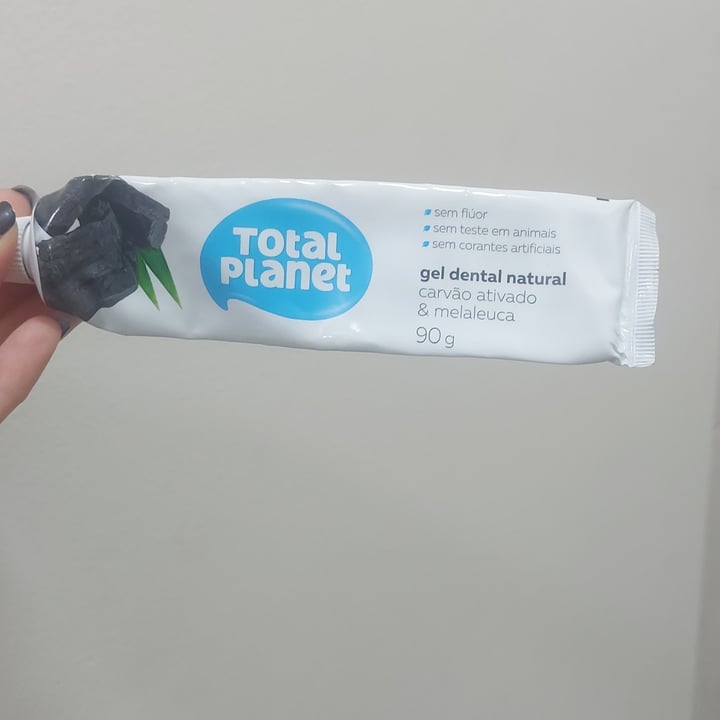 Total
Planet
sem flúor
sem teste em animais
sem corantes artificiais
gel dental natural
carvão ativado
& melaleuca
90 g